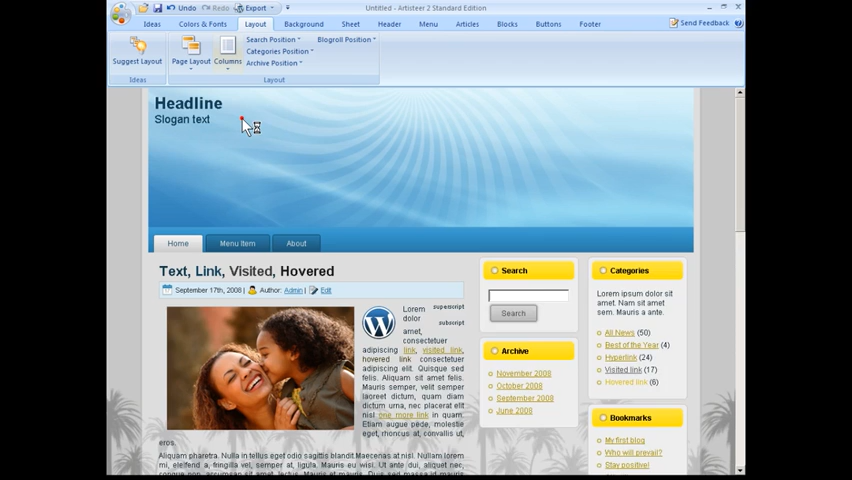 Undo Redo Export Untitled - Artisteer 2 Standard Edition
Ideas Colors & Fonts Layout Background Sheet Header Menu Articles Blocks Buttons Footer Send Feedback
Suggest Layout Page Layout Columns
Search Position Blogroll Position
Categories Position
Archive Position
Ideas Layout
Headline
Slogan text
Home Menu Item About
Text, Link, Visited, Hovered
September 17th, 2008 | Author: Admin | Edit
Lorem superscript
dolor subscript
amet,
consectetuer
adipiscing link, visited link,
hovered link consectetuer
adipiscing elit. Quisque sed
felis. Aliquam sit amet felis.
Mauris semper, velit semper
laoreet dictum, quam diam
dictum urna, nec placerat elit
nisl one more link in quam.
Etiam augue pede, molestie
eget, rhoncus at, convallis ut,
eros.
Aliquam pharetra. Nulla in tellus eget odio sagittis blandit. Maecenas at nisl. Nullam lorem
mi, eleifend a, fringilla vel, semper at, ligula. Mauris eu wisi. Ut ante dui, aliquet nec,
Search
Search
Archive
November 2008
October 2008
September 2008
June 2008
Categories
Lorem ipsum dolor sit
amet, consectetuer sit
sem. Mauris a ante.
All News (50)
Best of the Year (4)
Hyperlink (24)
Visited link (17)
Hovered link (6)
Bookmarks
My first blog
Who will prevail?
Stay positive!